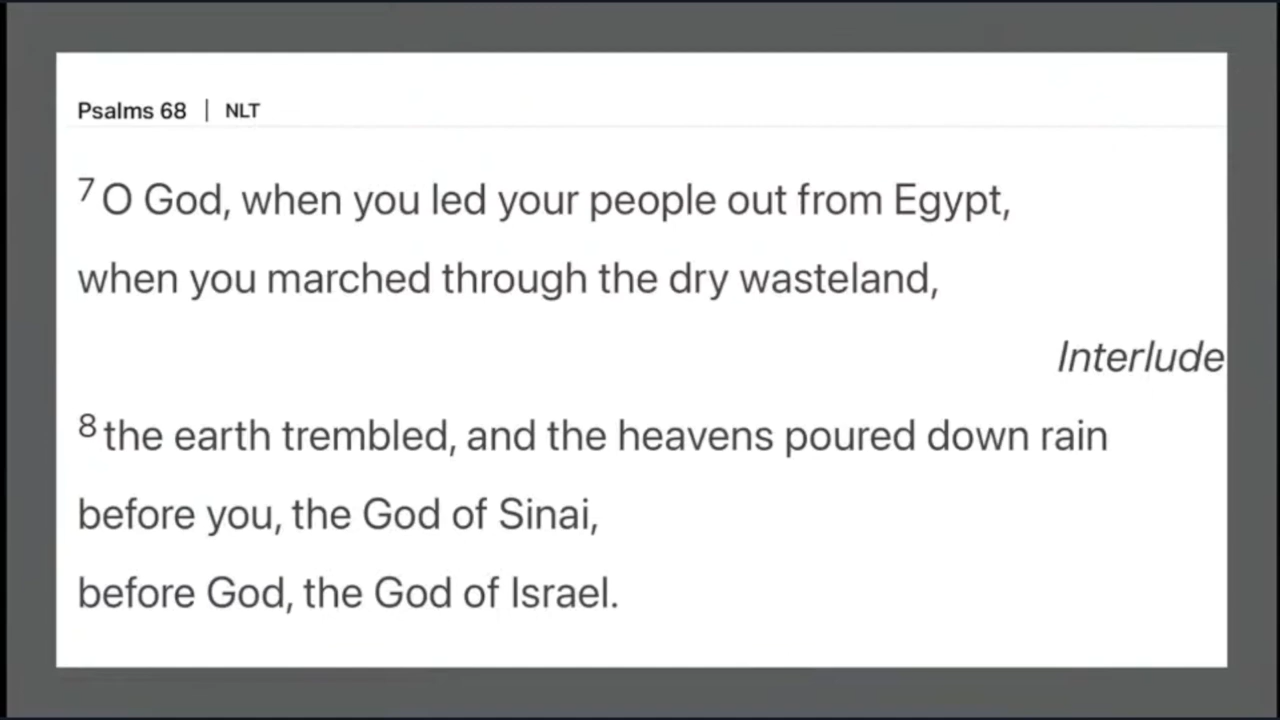 Psalms 68 | NLT
7 O God, when you led your people out from Egypt,
when you marched through the dry wasteland,
Interlude
8 the earth trembled, and the heavens poured down rain
before you, the God of Sinai,
before God, the God of Israel.